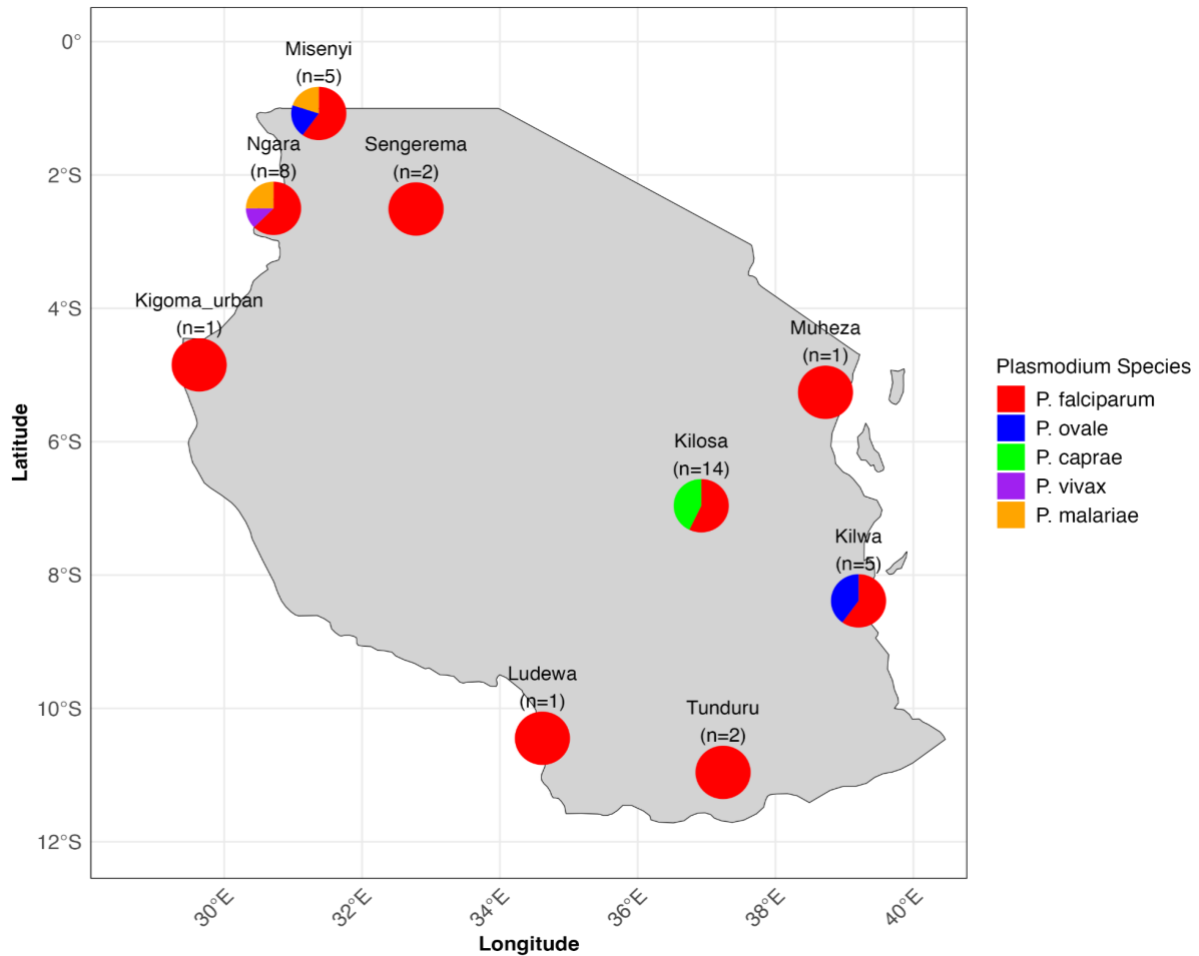 0°
2°S
4°S
6°S
8°S
10°S
12°S
Latitude
Misenyi
(n=5)
Ngara
(n=8)
Sengerema
(n=2)
Kigoma_urban
(n=1)
Muheza
(n=1)
Kilosa
(n=14)
Kilwa
(n=5)
Ludewa
(n=1)
Tunduru
(n=2)
30°E
32°E
34°E
36°E
38°E
40°E
Longitude
Plasmodium Species
P. falciparum
P. ovale
P. caprae
P. vivax
P. malariae